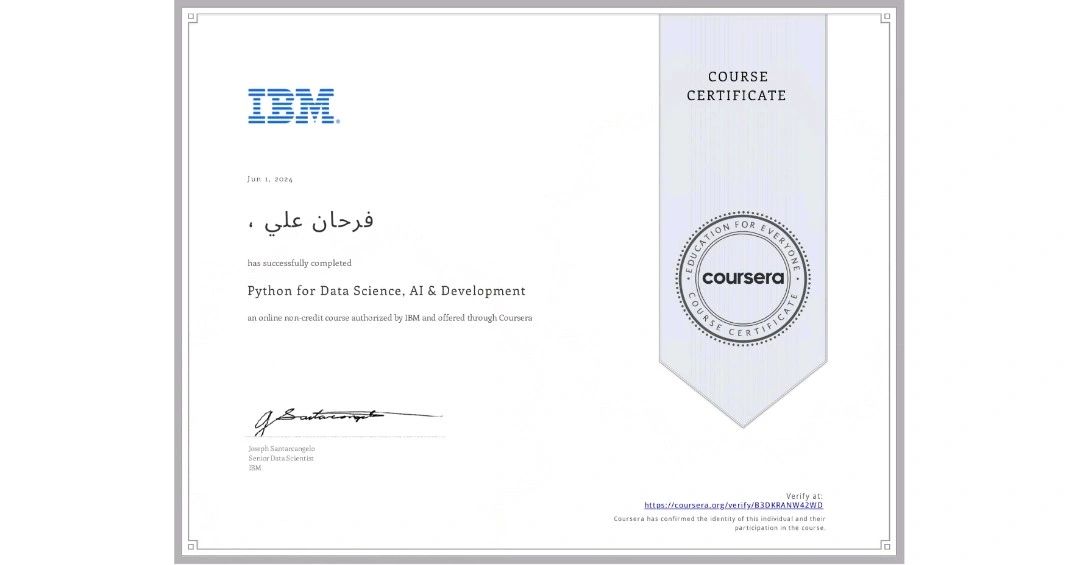 IBM
COURSE
CERTIFICATE
Jun 1, 2024
فرحان علي ،
has successfully completed
Python for Data Science, AI & Development
an online non-credit course authorized by IBM and offered through Coursera
EDUCATION FOR EVERYONE
coursera
COURSE CERTIFICATE
Joseph Santarcangelo
Senior Data Scientist
IBM
Verify at:
https://coursera.org/verify/B3DKRANW42WD
Coursera has confirmed the identity of this individual and their
participation in the course.